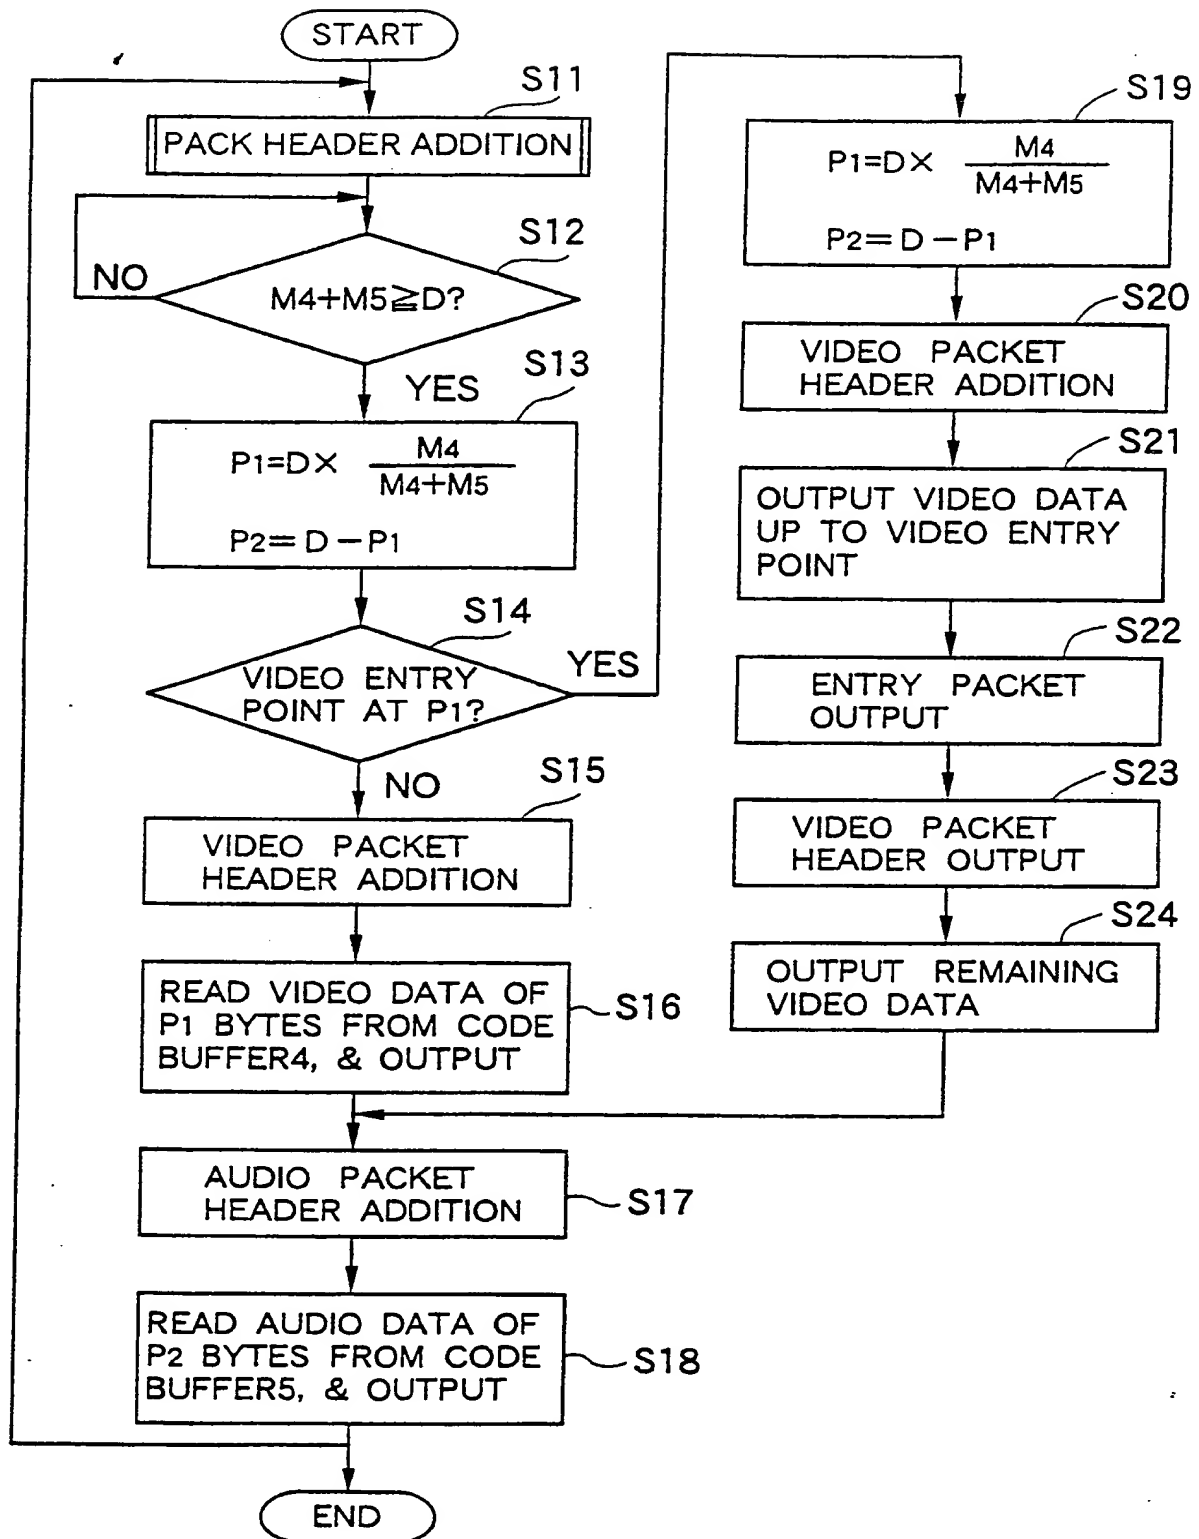 START
S11
PACK HEADER ADDITION
S12
NO
M4+M5≧D?
S13
YES
P1=D× M4
M4+M5
P2=D-P1
S14
VIDEO ENTRY
POINT AT P1?
YES
NO
S15
VIDEO PACKET
HEADER ADDITION
READ VIDEO DATA OF
P1 BYTES FROM CODE
BUFFER4, & OUTPUT
S16
AUDIO PACKET
HEADER ADDITION
S17
READ AUDIO DATA OF
P2 BYTES FROM CODE
BUFFER5, & OUTPUT
S18
END
S19
P1=D× M4
M4+M5
P2=D-P1
S20
VIDEO PACKET
HEADER ADDITION
S21
OUTPUT VIDEO DATA
UP TO VIDEO ENTRY
POINT
S22
ENTRY PACKET
OUTPUT
S23
VIDEO PACKET
HEADER OUTPUT
S24
OUTPUT REMAINING
VIDEO DATA